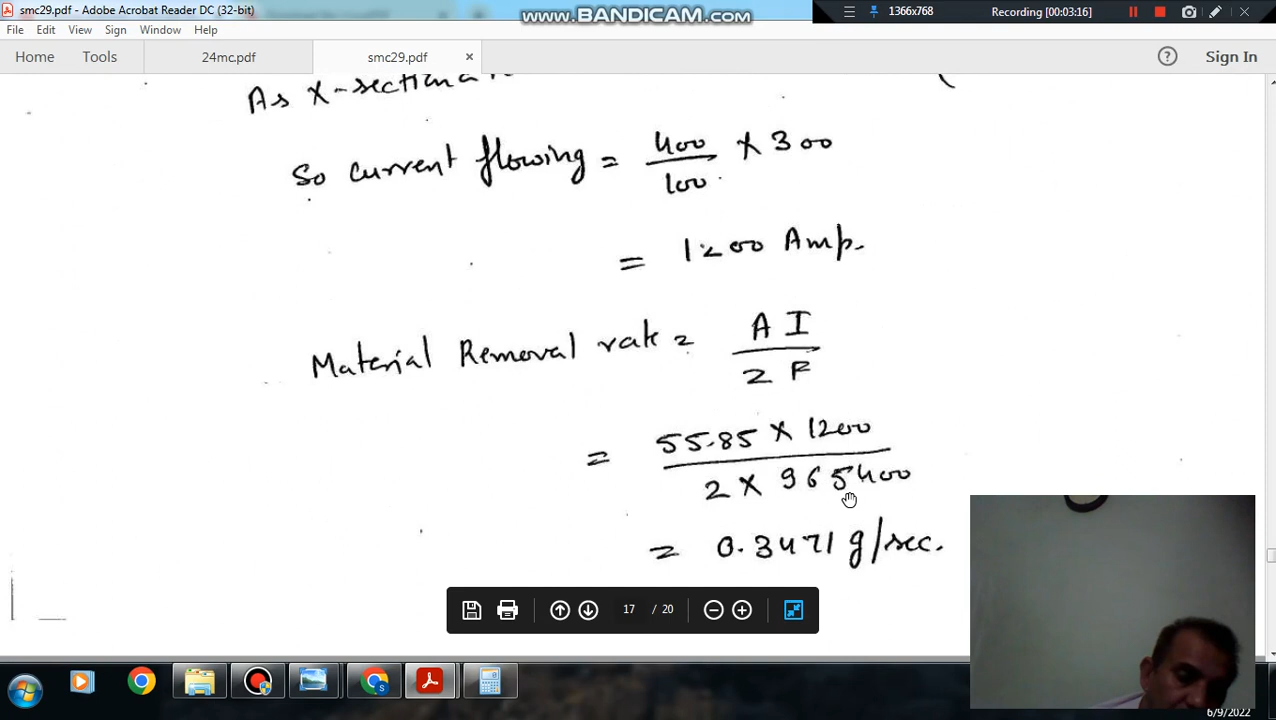 smc29.pdf - Adobe Acrobat Reader DC (32-bit)
WWW.BANDICAM.COM
1366x768
Recording [00:03:16]
File Edit View Sign Window Help
Home Tools 24mc.pdf smc29.pdf × ? Sign In
As X-section
So current flowing = 400/100 × 300
= 1200 Amp.
Material Removal rate = A I / Z F
= 55.85 × 1200 / 2 × 965400
= 0.3471 g/sec.
17 / 20
6/9/2022